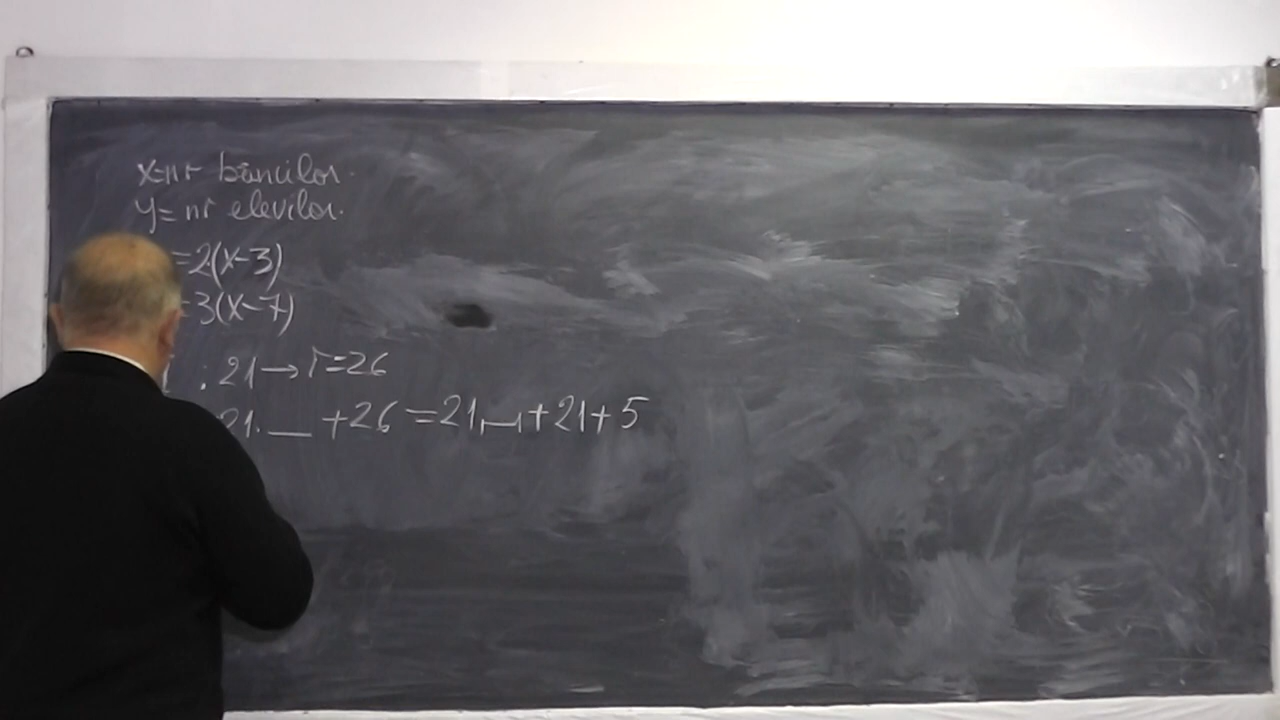 x=nr băncilor.
y=nr elevilor.
=2(x-3)
=3(x-7)
: 21→r=26
21.__ +26=21.__+21+5